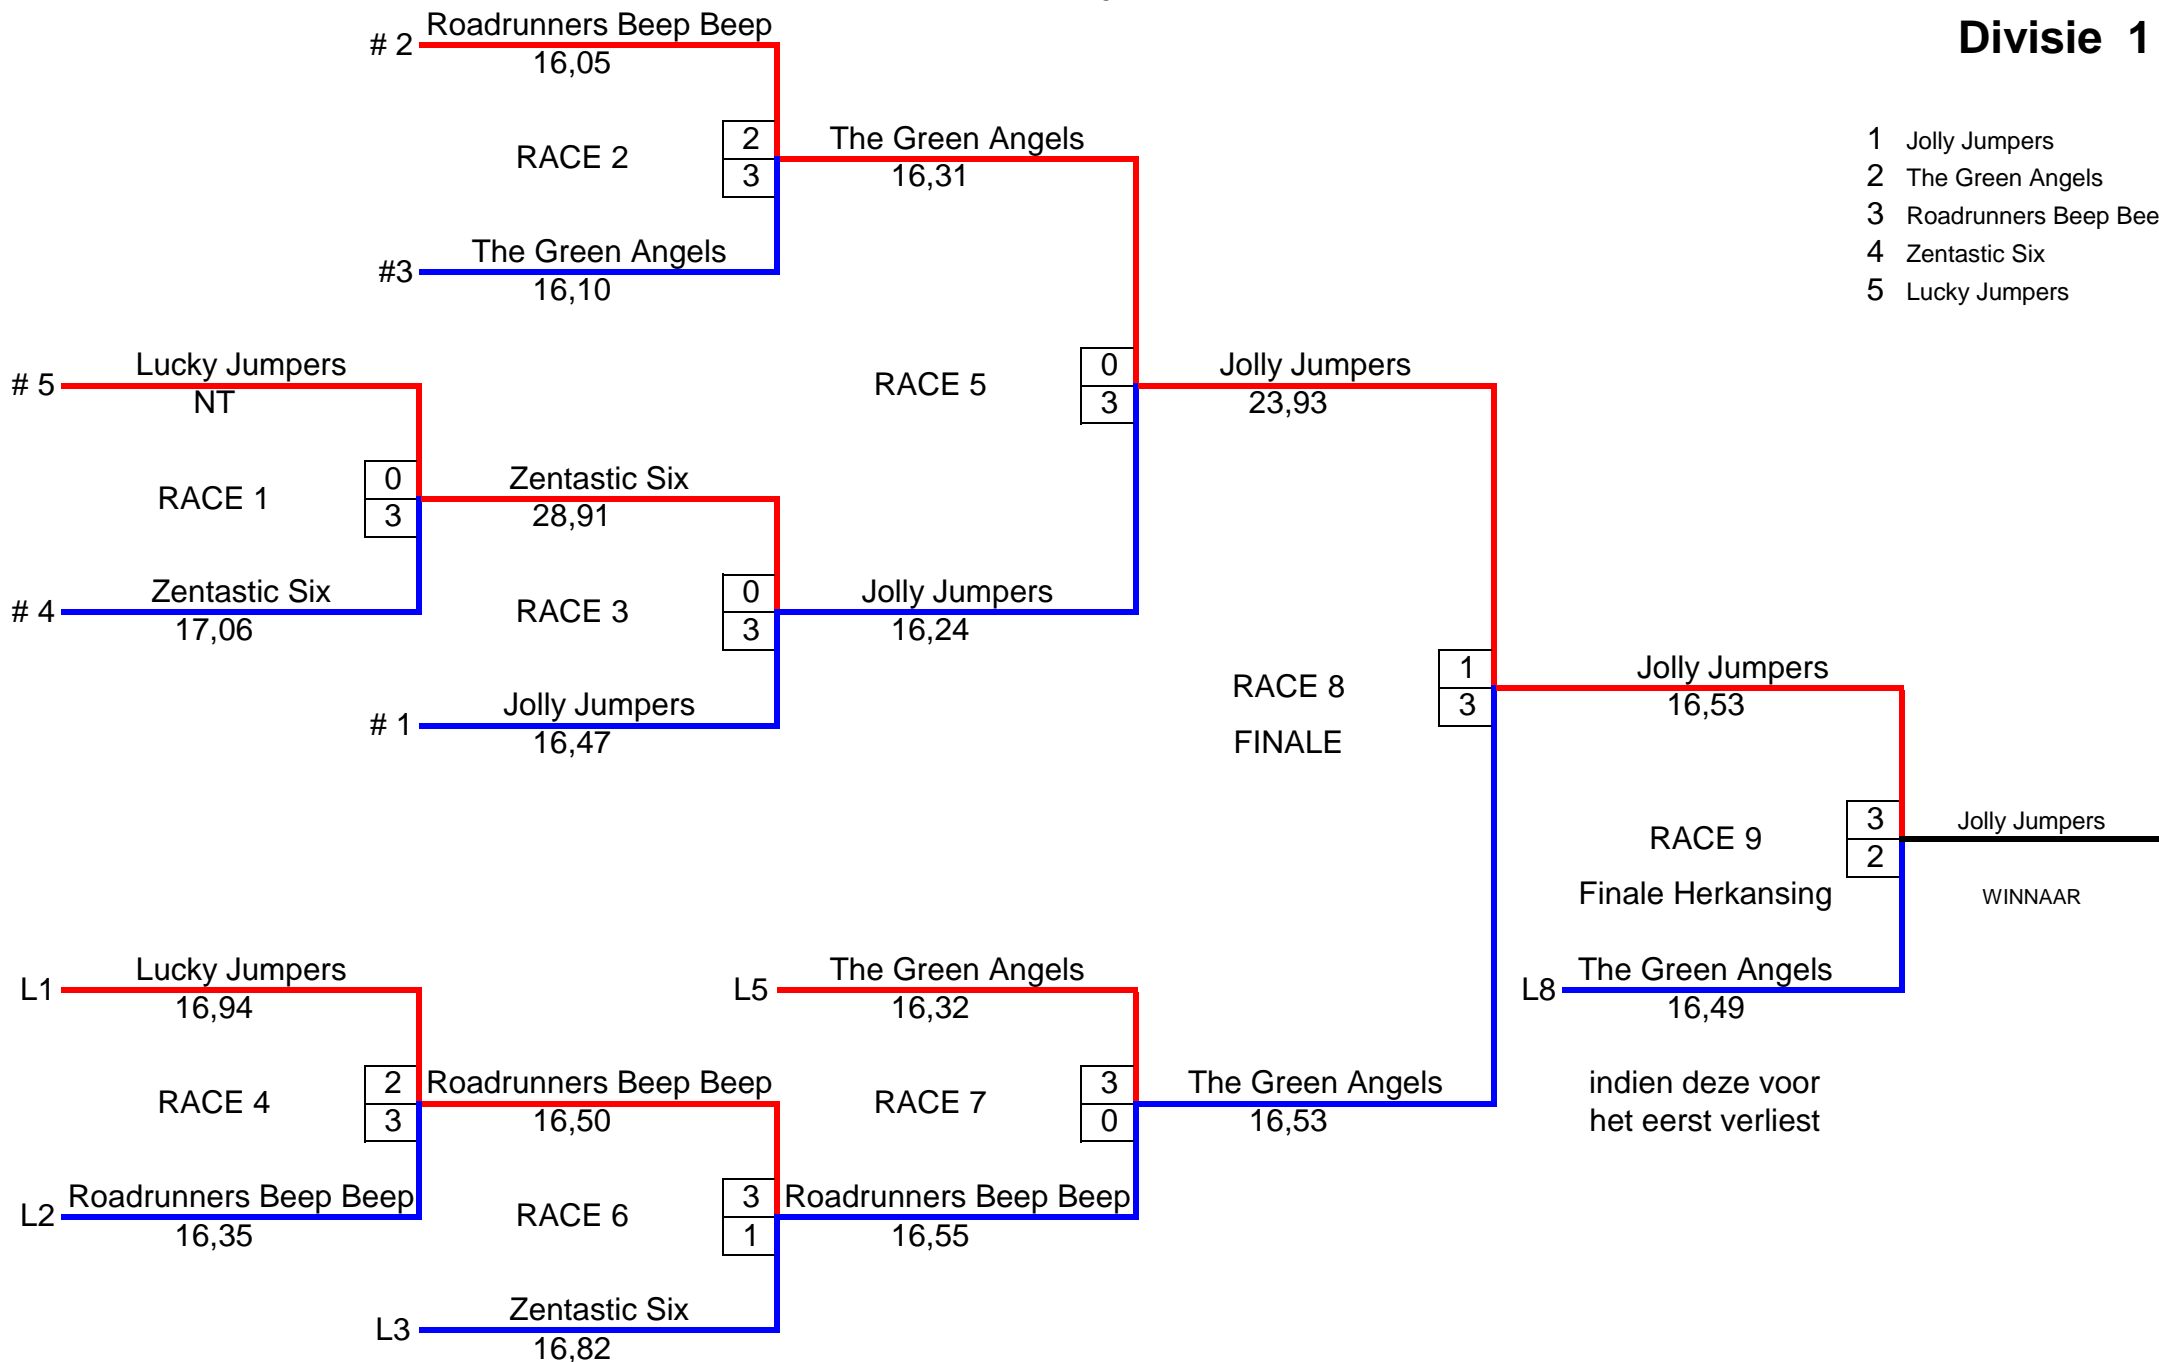 Divisie 1
Roadrunners Beep Beep
# 2
16,05
RACE 2
2
3
The Green Angels
16,31
The Green Angels
#3
16,10
1 Jolly Jumpers
2 The Green Angels
3 Roadrunners Beep Bee
4 Zentastic Six
5 Lucky Jumpers
Lucky Jumpers
# 5
NT
RACE 1
0
3
Zentastic Six
28,91
Zentastic Six
# 4
17,06
RACE 3
0
3
Jolly Jumpers
16,24
Jolly Jumpers
# 1
16,47
RACE 5
0
3
Jolly Jumpers
23,93
RACE 8
FINALE
1
3
Jolly Jumpers
16,53
RACE 9
Finale Herkansing
3
2
Jolly Jumpers
WINNAAR
Lucky Jumpers
L1
16,94
RACE 4
2
3
Roadrunners Beep Beep
16,50
Roadrunners Beep Beep
L2
16,35
RACE 6
3
1
Roadrunners Beep Beep
16,55
Zentastic Six
L3
16,82
The Green Angels
L5
16,32
RACE 7
3
0
The Green Angels
16,53
The Green Angels
L8
16,49
indien deze voor
het eerst verliest